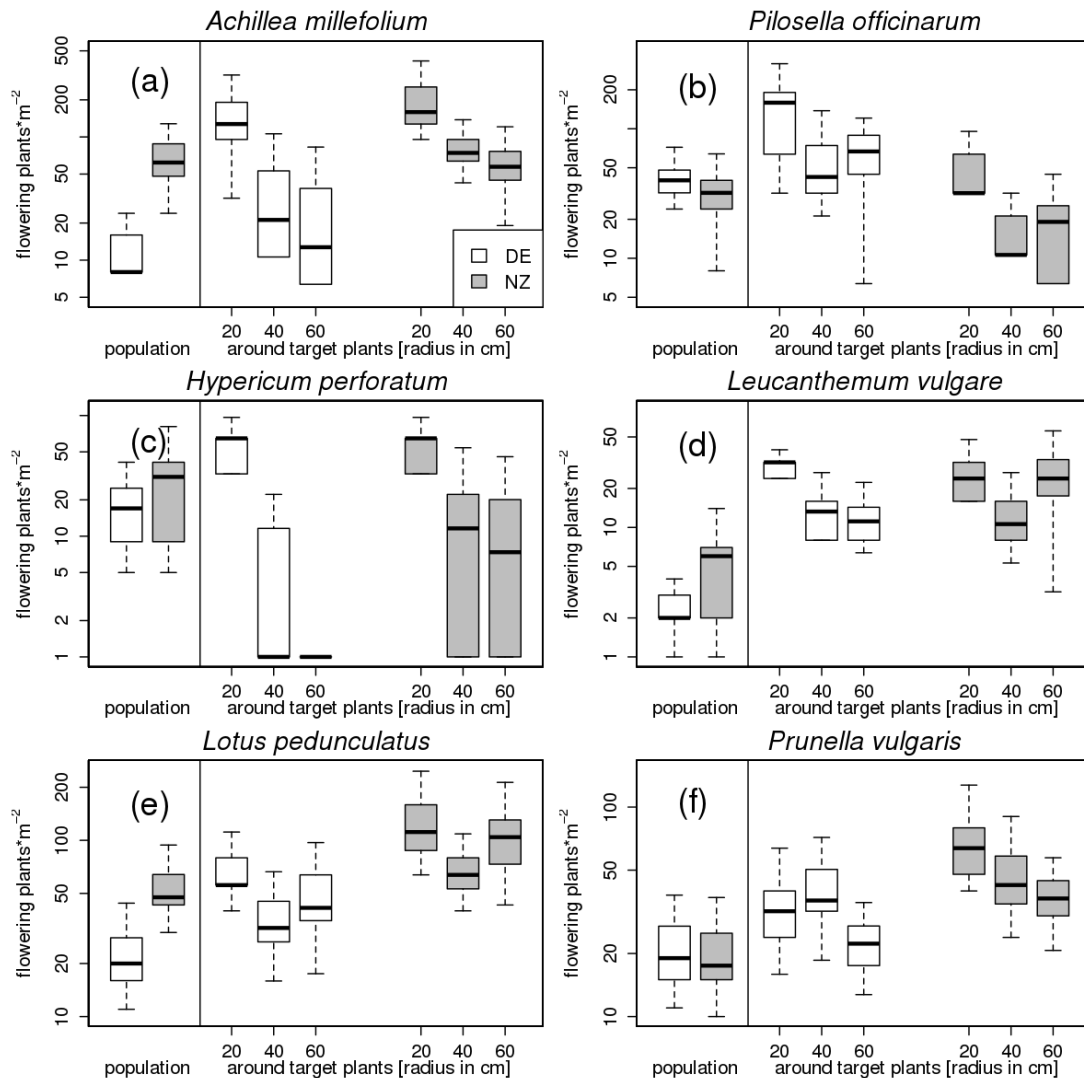 Achillea millefolium
flowering plants*m⁻²
500
200
50
20
10
5
(a)
DE
NZ
20 40 60 20 40 60
population around target plants [radius in cm]
Pilosella officinarum
flowering plants*m⁻²
200
50
20
10
5
(b)
20 40 60 20 40 60
population around target plants [radius in cm]
Hypericum perforatum
flowering plants*m⁻²
50
20
10
5
2
1
(c)
20 40 60 20 40 60
population around target plants [radius in cm]
Leucanthemum vulgare
flowering plants*m⁻²
50
20
10
5
2
1
(d)
20 40 60 20 40 60
population around target plants [radius in cm]
Lotus pedunculatus
flowering plants*m⁻²
200
100
50
20
10
(e)
20 40 60 20 40 60
population around target plants [radius in cm]
Prunella vulgaris
flowering plants*m⁻²
100
50
20
10
(f)
20 40 60 20 40 60
population around target plants [radius in cm]